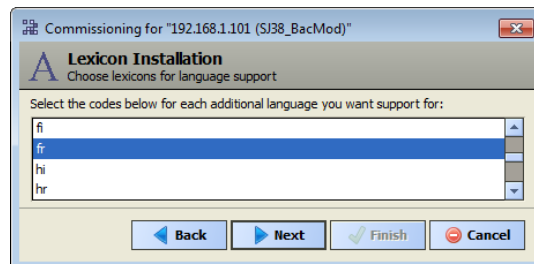 Commissioning for "192.168.1.101 (SJ38_BacMod)"
Lexicon Installation
Choose lexicons for language support
Select the codes below for each additional language you want support for:
fi
fr
hi
hr
Back Next Finish Cancel